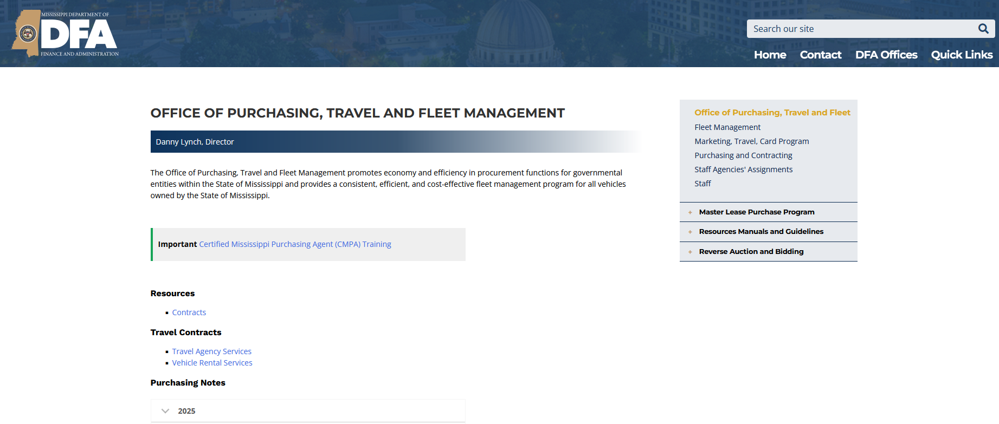 MISSISSIPPI DEPARTMENT OF
DFA
FINANCE AND ADMINISTRATION
Search our site
Home Contact DFA Offices Quick Links
OFFICE OF PURCHASING, TRAVEL AND FLEET MANAGEMENT
Danny Lynch, Director
The Office of Purchasing, Travel and Fleet Management promotes economy and efficiency in procurement functions for governmental
entities within the State of Mississippi and provides a consistent, efficient, and cost-effective fleet management program for all vehicles
owned by the State of Mississippi.
Important Certified Mississippi Purchasing Agent (CMPA) Training
Resources
Contracts
Travel Contracts
Travel Agency Services
Vehicle Rental Services
Purchasing Notes
2025
Office of Purchasing, Travel and Fleet
Fleet Management
Marketing, Travel, Card Program
Purchasing and Contracting
Staff Agencies' Assignments
Staff
+ Master Lease Purchase Program
+ Resources Manuals and Guidelines
+ Reverse Auction and Bidding